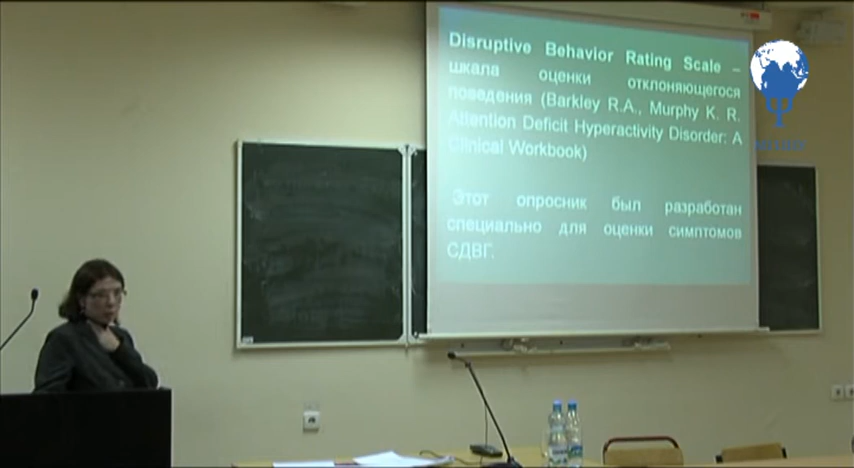 Disruptive Behavior Rating Scale –
шкала оценки отклоняющегося
поведения (Barkley R.A., Murphy K. R.
Attention Deficit Hyperactivity Disorder: A
Clinical Workbook)
Этот опросник был разработан
специально для оценки симптомов
СДВГ.